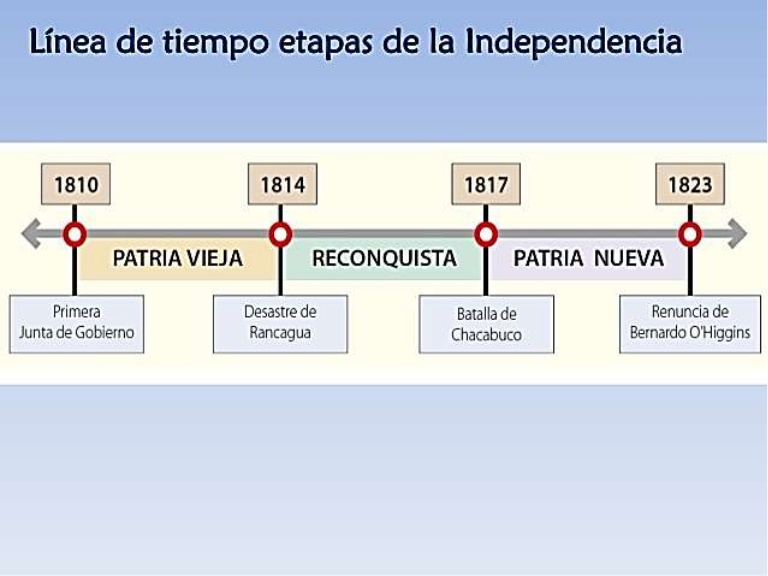 Línea de tiempo etapas de la Independencia
1810
1814
1817
1823
PATRIA VIEJA
RECONQUISTA
PATRIA NUEVA
Primera
Junta de Gobierno
Desastre de
Rancagua
Batalla de
Chacabuco
Renuncia de
Bernardo O'Higgins